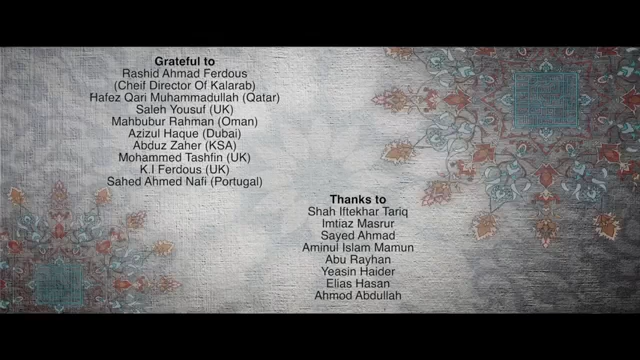 Grateful to
Rashid Ahmad Ferdous
(Cheif Director Of Kalarab)
Hafez Qari Muhammadullah (Qatar)
Saleh Yousuf (UK)
Mahbubur Rahman (Oman)
Azizul Haque (Dubai)
Abduz Zaher (KSA)
Mohammed Tashfin (UK)
K.I Ferdous (UK)
Sahed Ahmed Nafi (Portugal)
Thanks to
Shah Iftekhar Tariq
Imtiaz Masrur
Sayed Ahmad
Aminul Islam Mamun
Abu Rayhan
Yeasin Haider
Elias Hasan
Ahmod Abdullah